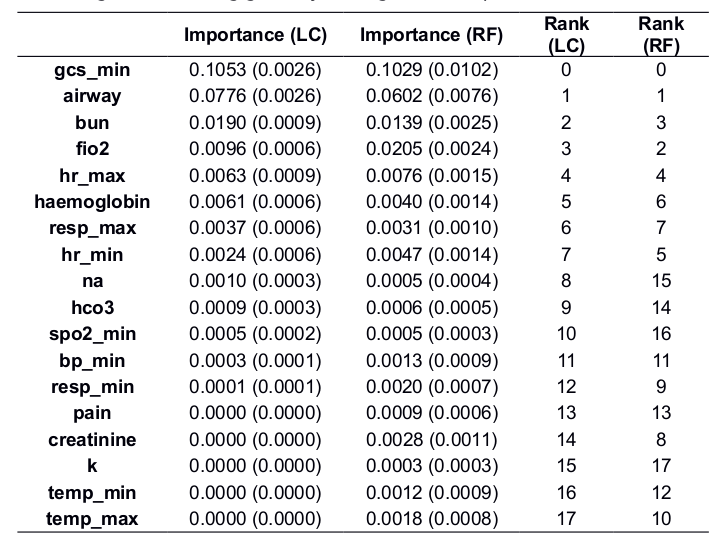 Importance (LC) Importance (RF) Rank (LC) Rank (RF)
gcs_min 0.1053 (0.0026) 0.1029 (0.0102) 0 0
airway 0.0776 (0.0026) 0.0602 (0.0076) 1 1
bun 0.0190 (0.0009) 0.0139 (0.0025) 2 3
fio2 0.0096 (0.0006) 0.0205 (0.0024) 3 2
hr_max 0.0063 (0.0009) 0.0076 (0.0015) 4 4
haemoglobin 0.0061 (0.0006) 0.0040 (0.0014) 5 6
resp_max 0.0037 (0.0006) 0.0031 (0.0010) 6 7
hr_min 0.0024 (0.0006) 0.0047 (0.0014) 7 5
na 0.0010 (0.0003) 0.0005 (0.0004) 8 15
hco3 0.0009 (0.0003) 0.0006 (0.0005) 9 14
spo2_min 0.0005 (0.0002) 0.0005 (0.0003) 10 16
bp_min 0.0003 (0.0001) 0.0013 (0.0009) 11 11
resp_min 0.0001 (0.0001) 0.0020 (0.0007) 12 9
pain 0.0000 (0.0000) 0.0009 (0.0006) 13 13
creatinine 0.0000 (0.0000) 0.0028 (0.0011) 14 8
k 0.0000 (0.0000) 0.0003 (0.0003) 15 17
temp_min 0.0000 (0.0000) 0.0012 (0.0009) 16 12
temp_max 0.0000 (0.0000) 0.0018 (0.0008) 17 10